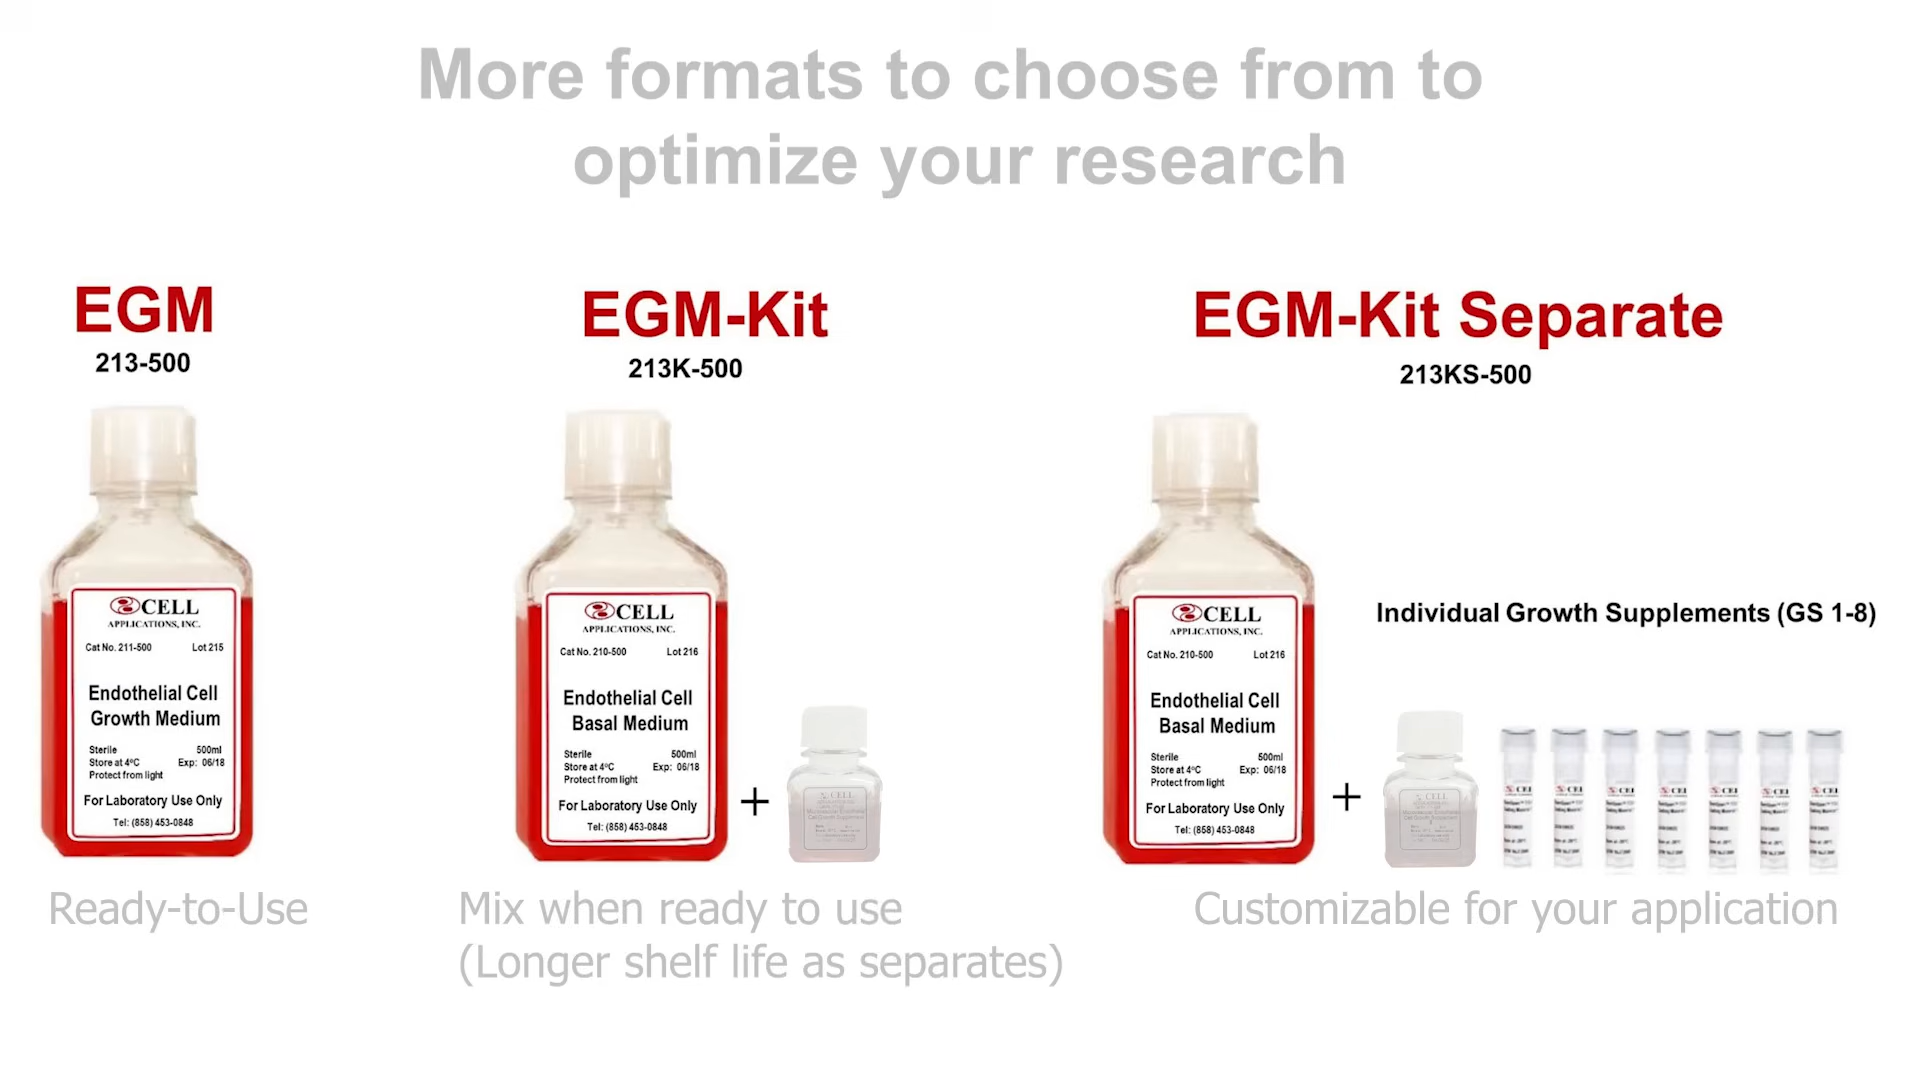 More formats to choose from to
optimize your research
EGM
213-500
EGM-Kit
213K-500
EGM-Kit Separate
213KS-500
CELL
APPLICATIONS, INC.
Cat No. 211-500 Lot 215
Endothelial Cell
Growth Medium
Sterile 500ml
Store at 4ºC Exp: 06/18
Protect from light
For Laboratory Use Only
Tel: (858) 453-0848
CELL
APPLICATIONS, INC.
Cat No. 210-500 Lot 216
Endothelial Cell
Basal Medium
Sterile 500ml
Store at 4ºC Exp: 06/18
Protect from light
For Laboratory Use Only
Tel: (858) 453-0848
+
CELL
CELL
APPLICATIONS, INC.
Cat No. 210-500 Lot 216
Endothelial Cell
Basal Medium
Sterile 500ml
Store at 4ºC Exp: 06/18
Protect from light
For Laboratory Use Only
Tel: (858) 453-0848
+
CELL
Individual Growth Supplements (GS 1-8)
Ready-to-Use
Mix when ready to use
(Longer shelf life as separates)
Customizable for your application